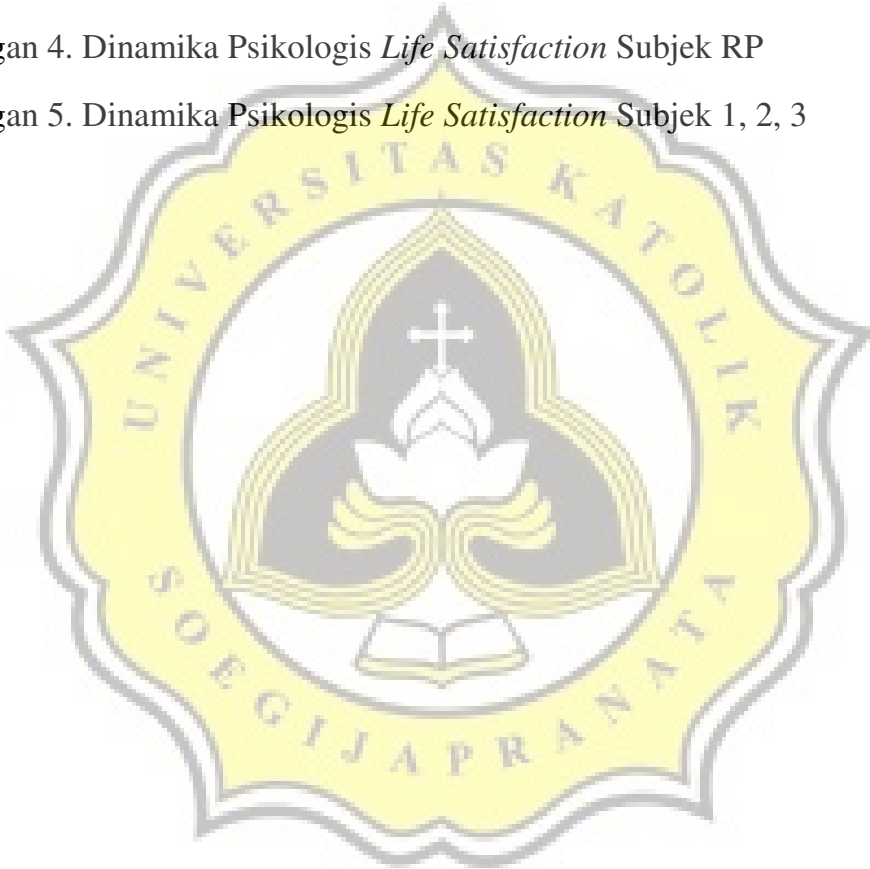 gan 4. Dinamika Psikologis Life Satisfaction Subjek RP
gan 5. Dinamika Psikologis Life Satisfaction Subjek 1, 2, 3
UNIVERSITAS KATOLIK
SOEGIJAPRANATA